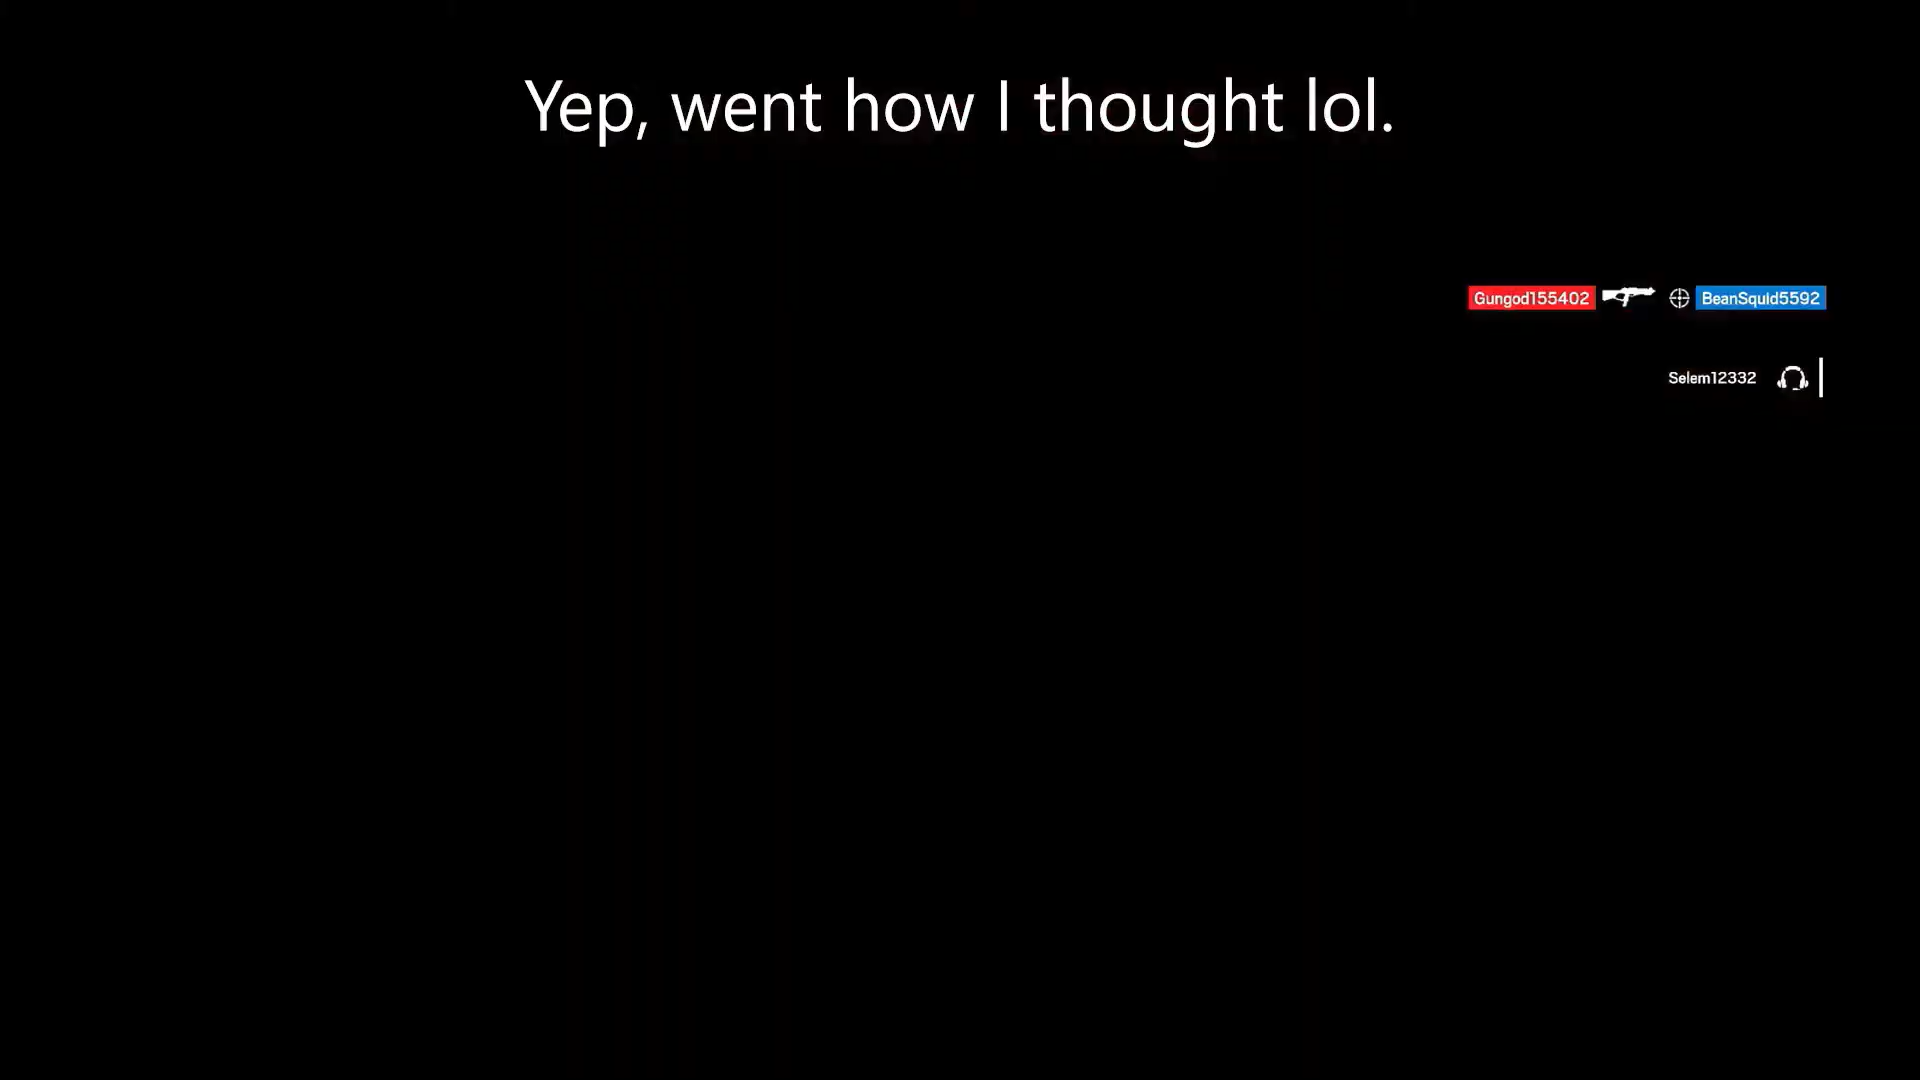 Yep, went how I thought lol.
Gungod155402 BeanSquid5592
Selem12332